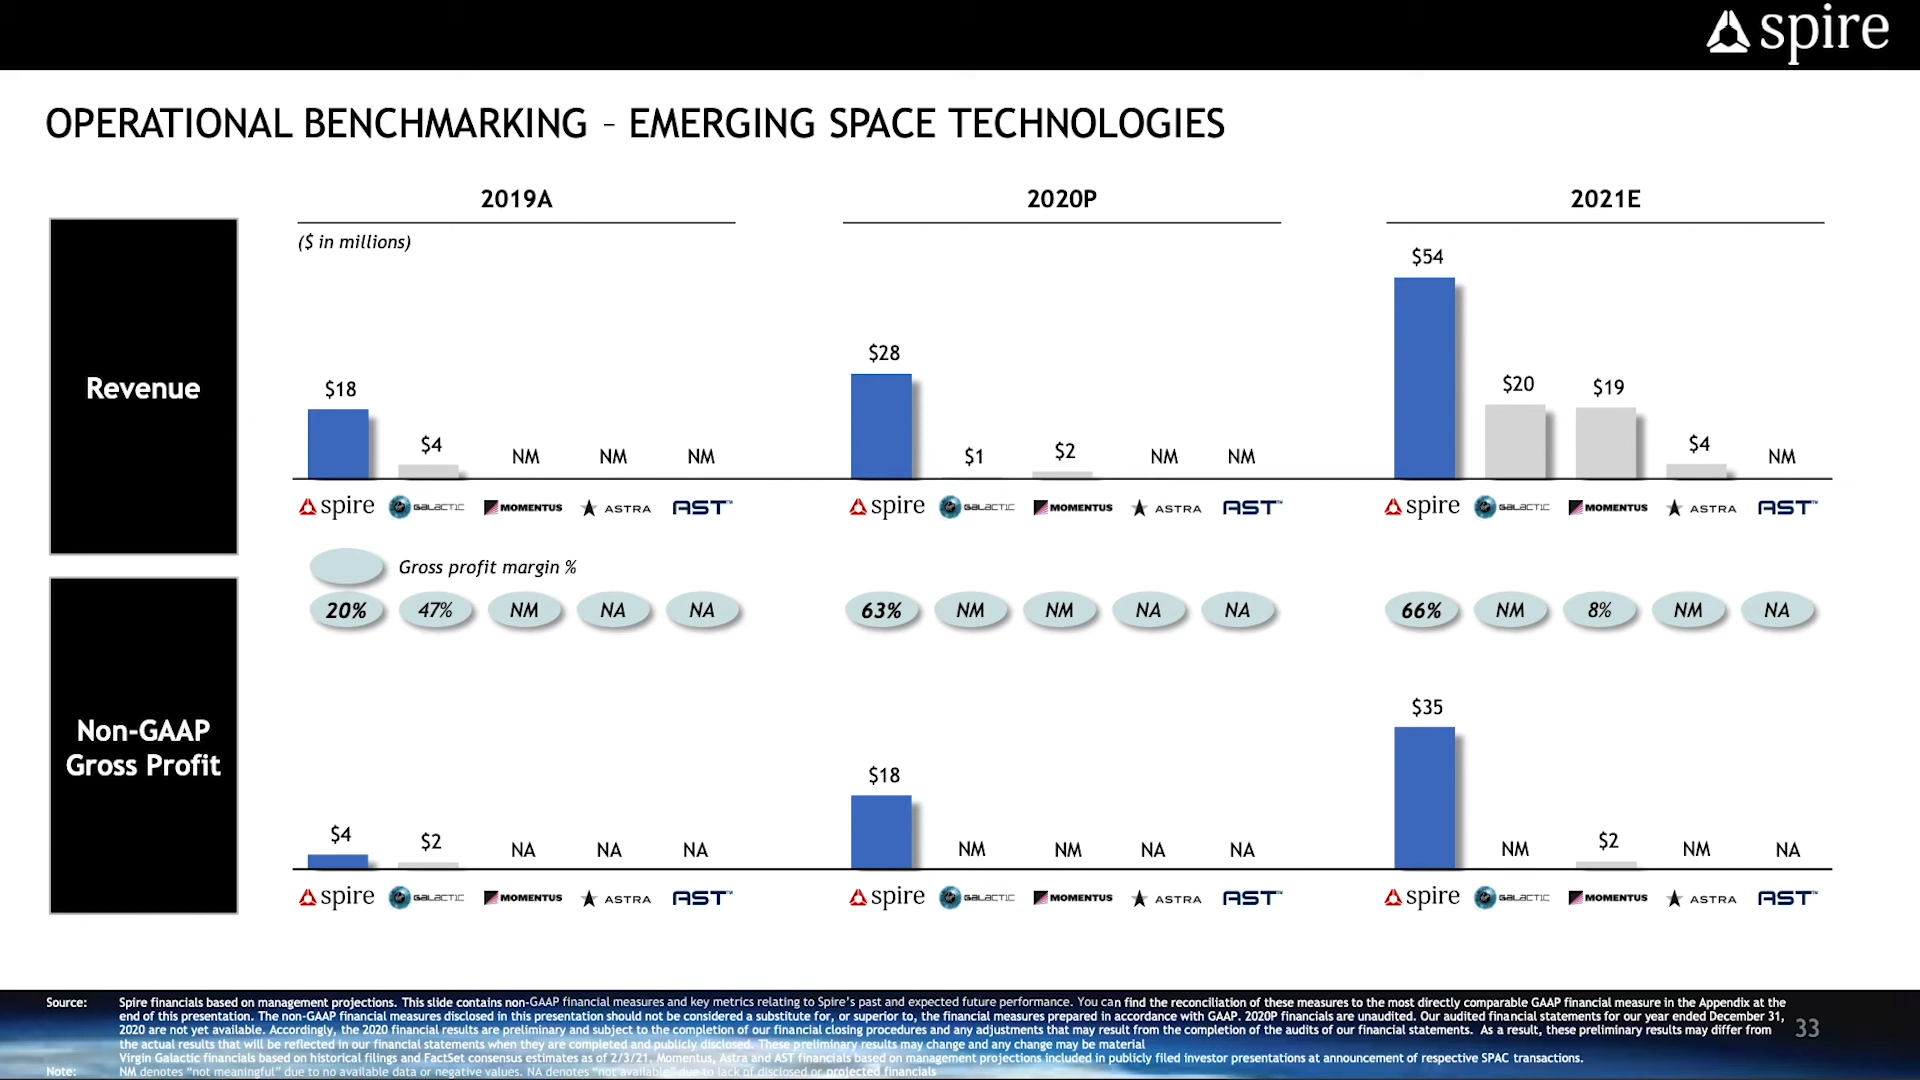 spire
OPERATIONAL BENCHMARKING – EMERGING SPACE TECHNOLOGIES
2019A 2020P 2021E
($ in millions)
Revenue
$18 $4 NM NM NM
$28 $1 $2 NM NM
$54 $20 $19 $4 NM
spire GALACTIC MOMENTUS ASTRA AST™
spire GALACTIC MOMENTUS ASTRA AST™
spire GALACTIC MOMENTUS ASTRA AST™
Gross profit margin %
20% 47% NM NA NA
63% NM NM NA NA
66% NM 8% NM NA
Non-GAAP
Gross Profit
$4 $2 NA NA NA
$18 NM NM NA NA
$35 NM $2 NM NA
spire GALACTIC MOMENTUS ASTRA AST™
spire GALACTIC MOMENTUS ASTRA AST™
spire GALACTIC MOMENTUS ASTRA AST™
Source: Spire financials based on management projections. This slide contains non-GAAP financial measures and key metrics relating to Spire's past and expected future performance. You can find the reconciliation of these measures to the most directly comparable GAAP financial measure in the Appendix at the
end of this presentation. The non-GAAP financial measures disclosed in this presentation should not be considered a substitute for, or superior to, the financial measures prepared in accordance with GAAP. 2020P financials are unaudited. Our audited financial statements for our year ended December 31,
2020 are not yet available. Accordingly, the 2020 financial results are preliminary and subject to the completion of our financial closing procedures and any adjustments that may result from the completion of the audits of our financial statements. As a result, these preliminary results may differ from
the actual results that will be reflected in our financial statements when they are completed and publicly disclosed. These preliminary results may change and any change may be material
Virgin Galactic financials based on historical filings and FactSet consensus estimates as of 2/3/21. Momentus, Astra and AST financials based on management projections included in publicly filed investor presentations at announcement of respective SPAC transactions.
Note: NM denotes "not meaningful" due to no available data or negative values. NA denotes "not available" due to lack of disclosed or projected financials
33